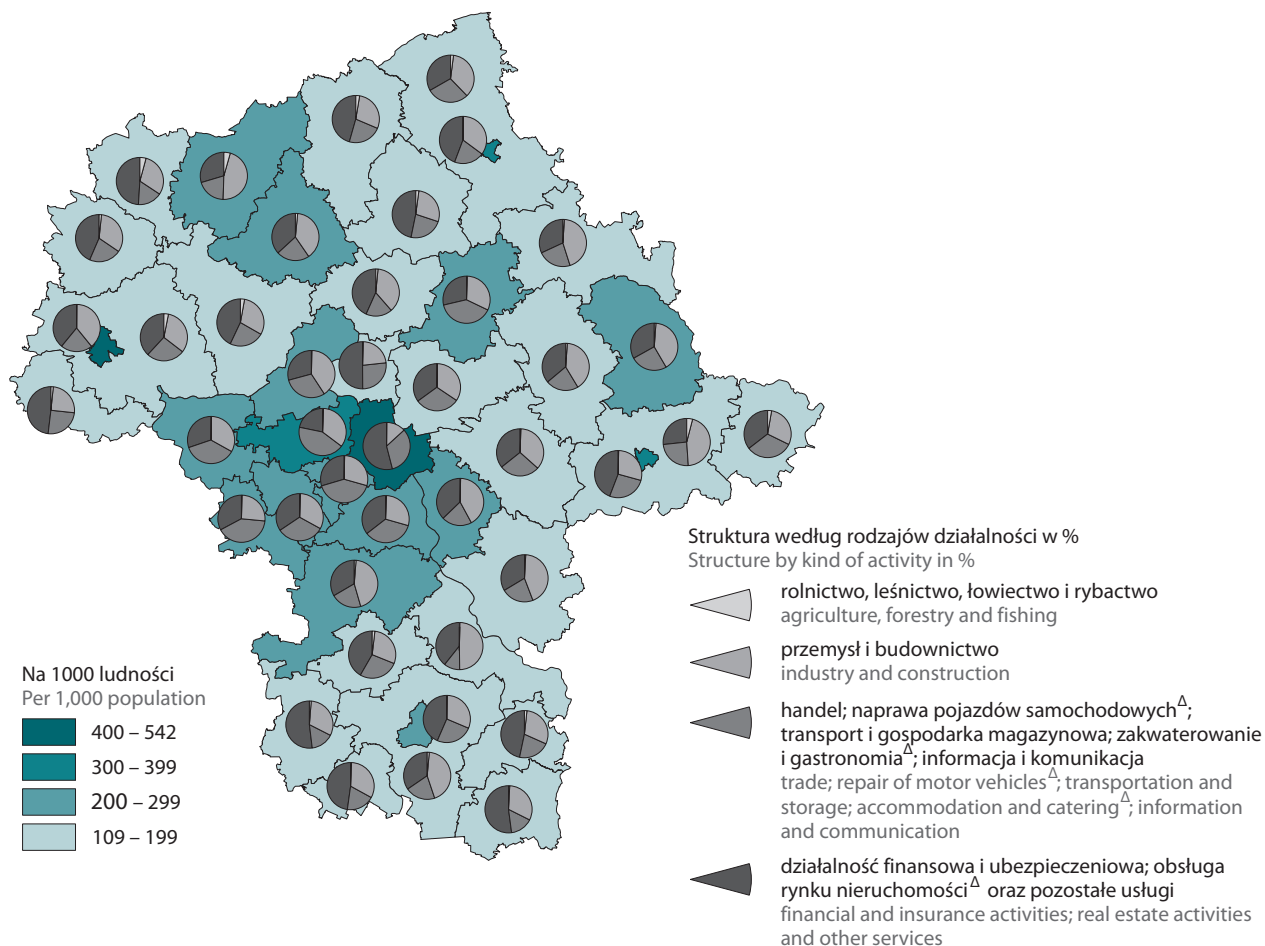 Na 1000 ludności
Per 1,000 population
400 – 542
300 – 399
200 – 299
109 – 199
Struktura według rodzajów działalności w %
Structure by kind of activity in %
rolnictwo, leśnictwo, łowiectwo i rybactwo
agriculture, forestry and fishing
przemysł i budownictwo
industry and construction
handel; naprawa pojazdów samochodowych^Δ;
transport i gospodarka magazynowa; zakwaterowanie
i gastronomia^Δ; informacja i komunikacja
trade; repair of motor vehicles^Δ; transportation and
storage; accommodation and catering^Δ; information
and communication
działalność finansowa i ubezpieczeniowa; obsługa
rynku nieruchomości^Δ oraz pozostałe usługi
financial and insurance activities; real estate activities
and other services